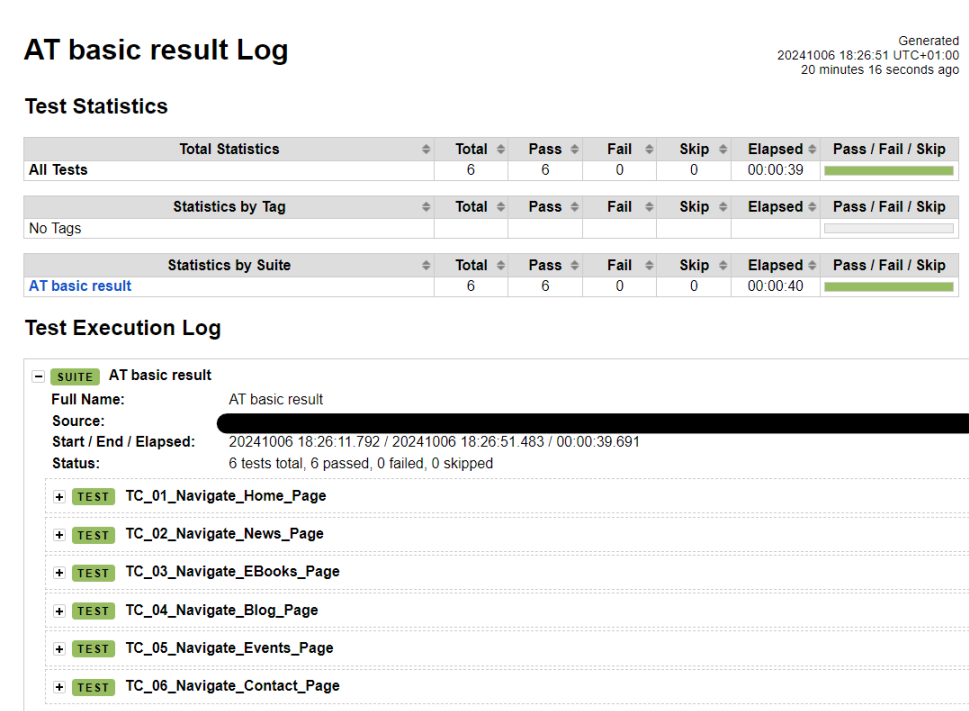 AT basic result Log
Generated
20241006 18:26:51 UTC+01:00
20 minutes 16 seconds ago
Test Statistics
Total Statistics Total Pass Fail Skip Elapsed Pass / Fail / Skip
All Tests 6 6 0 0 00:00:39
Statistics by Tag Total Pass Fail Skip Elapsed Pass / Fail / Skip
No Tags
Statistics by Suite Total Pass Fail Skip Elapsed Pass / Fail / Skip
AT basic result 6 6 0 0 00:00:40
Test Execution Log
SUITE AT basic result
Full Name: AT basic result
Source:
Start / End / Elapsed: 20241006 18:26:11.792 / 20241006 18:26:51.483 / 00:00:39.691
Status: 6 tests total, 6 passed, 0 failed, 0 skipped
TEST TC_01_Navigate_Home_Page
TEST TC_02_Navigate_News_Page
TEST TC_03_Navigate_EBooks_Page
TEST TC_04_Navigate_Blog_Page
TEST TC_05_Navigate_Events_Page
TEST TC_06_Navigate_Contact_Page